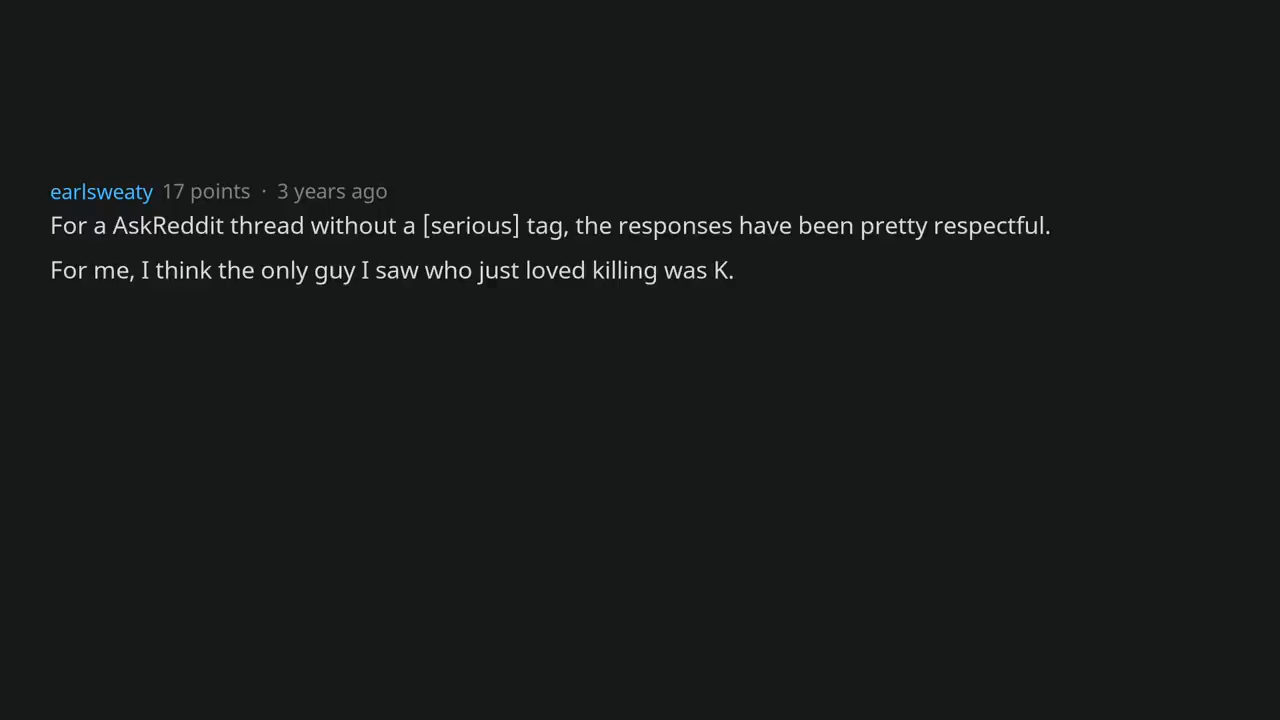 earlsweaty 17 points · 3 years ago
For a AskReddit thread without a [serious] tag, the responses have been pretty respectful.
For me, I think the only guy I saw who just loved killing was K.